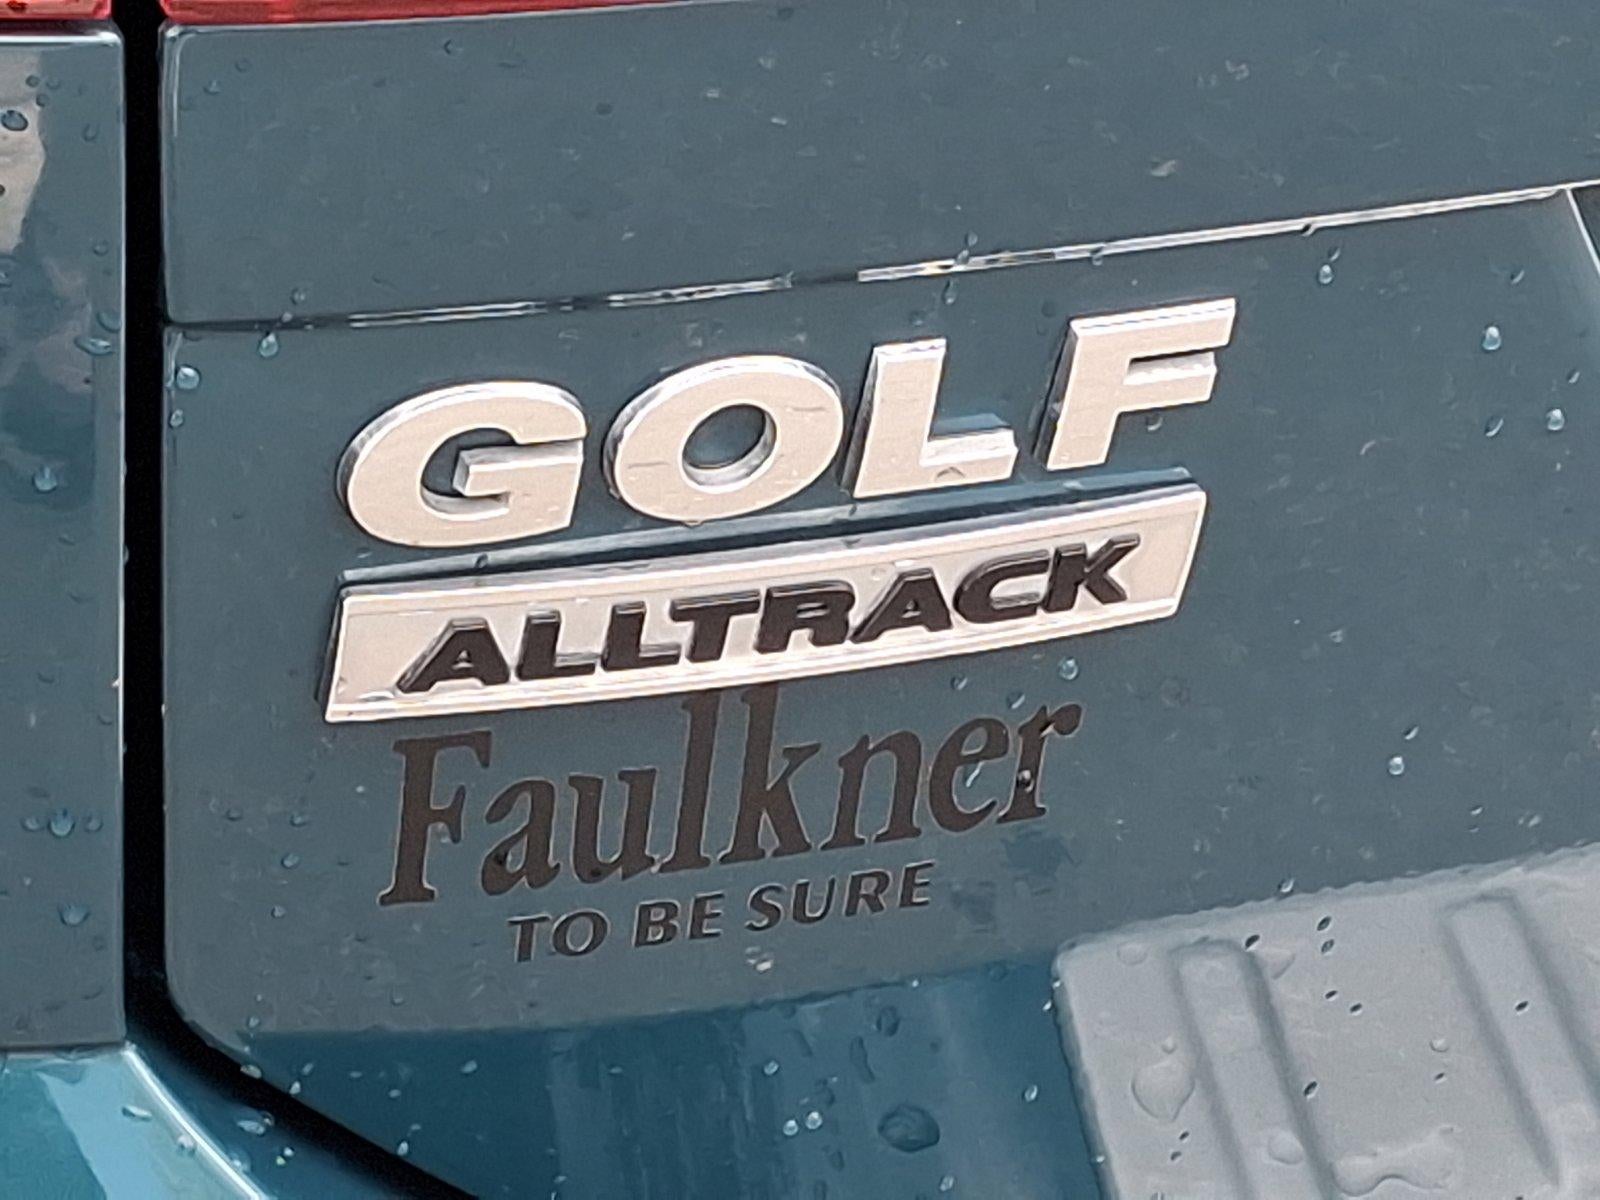 GOLF
ALLTRACK
Faulkner
TO BE SURE